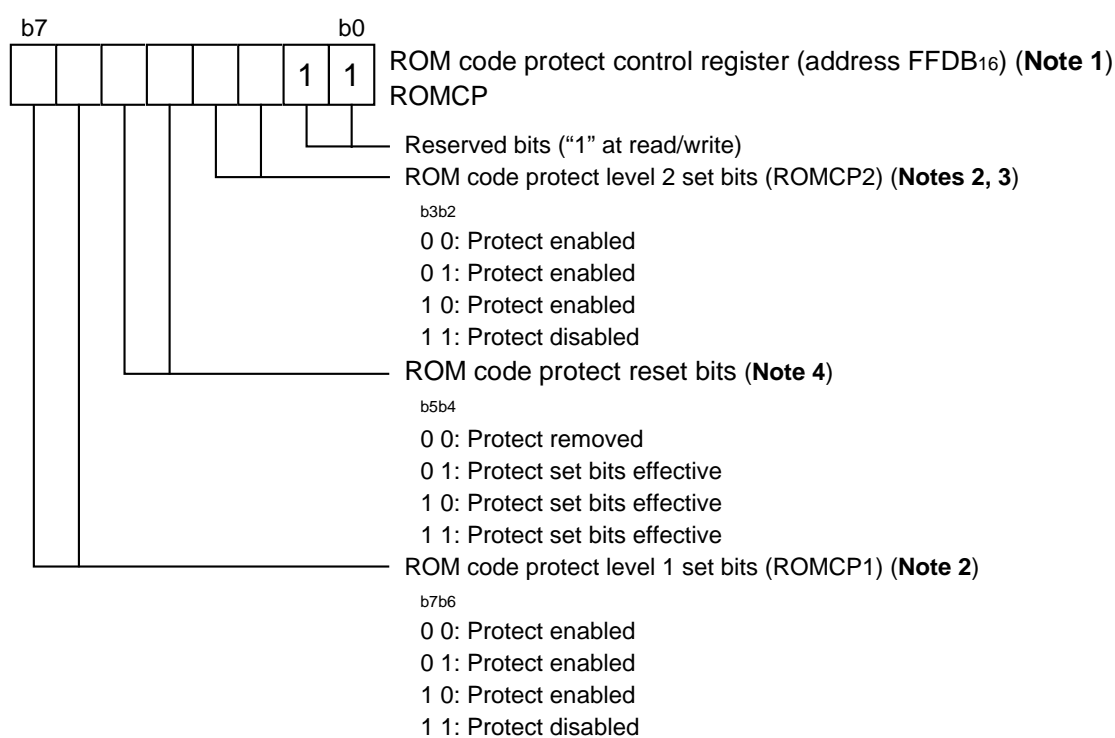 b7 b0
1 1
ROM code protect control register (address FFDB16) (Note 1)
ROMCP
Reserved bits (“1” at read/write)
ROM code protect level 2 set bits (ROMCP2) (Notes 2, 3)
b3b2
0 0: Protect enabled
0 1: Protect enabled
1 0: Protect enabled
1 1: Protect disabled
ROM code protect reset bits (Note 4)
b5b4
0 0: Protect removed
0 1: Protect set bits effective
1 0: Protect set bits effective
1 1: Protect set bits effective
ROM code protect level 1 set bits (ROMCP1) (Note 2)
b7b6
0 0: Protect enabled
0 1: Protect enabled
1 0: Protect enabled
1 1: Protect disabled